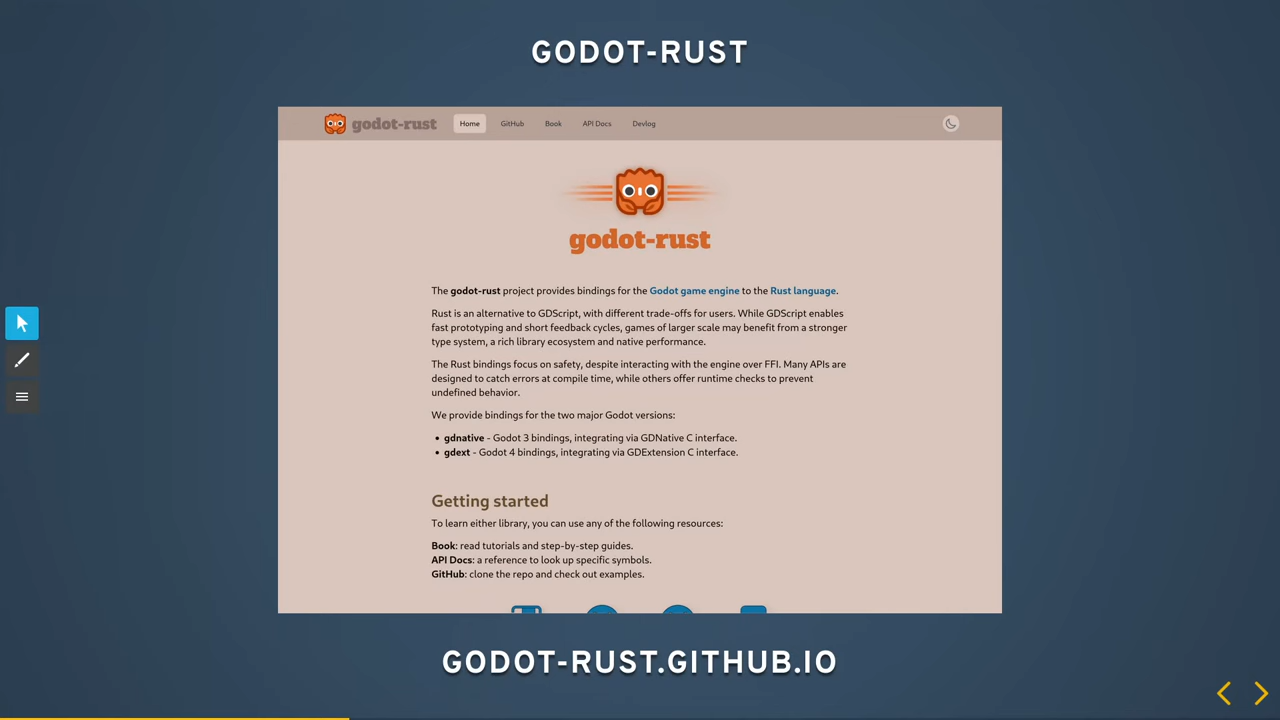 GODOT-RUST
godot-rust Home GitHub Book API Docs Devlog
godot-rust
The godot-rust project provides bindings for the Godot game engine to the Rust language.
Rust is an alternative to GDScript, with different trade-offs for users. While GDScript enables
fast prototyping and short feedback cycles, games of larger scale may benefit from a stronger
type system, a rich library ecosystem and native performance.
The Rust bindings focus on safety, despite interacting with the engine over FFI. Many APIs are
designed to catch errors at compile time, while others offer runtime checks to prevent
undefined behavior.
We provide bindings for the two major Godot versions:
• gdnative - Godot 3 bindings, integrating via GDNative C interface.
• gdext - Godot 4 bindings, integrating via GDExtension C interface.
Getting started
To learn either library, you can use any of the following resources:
Book: read tutorials and step-by-step guides.
API Docs: a reference to look up specific symbols.
GitHub: clone the repo and check out examples.
GODOT-RUST.GITHUB.IO